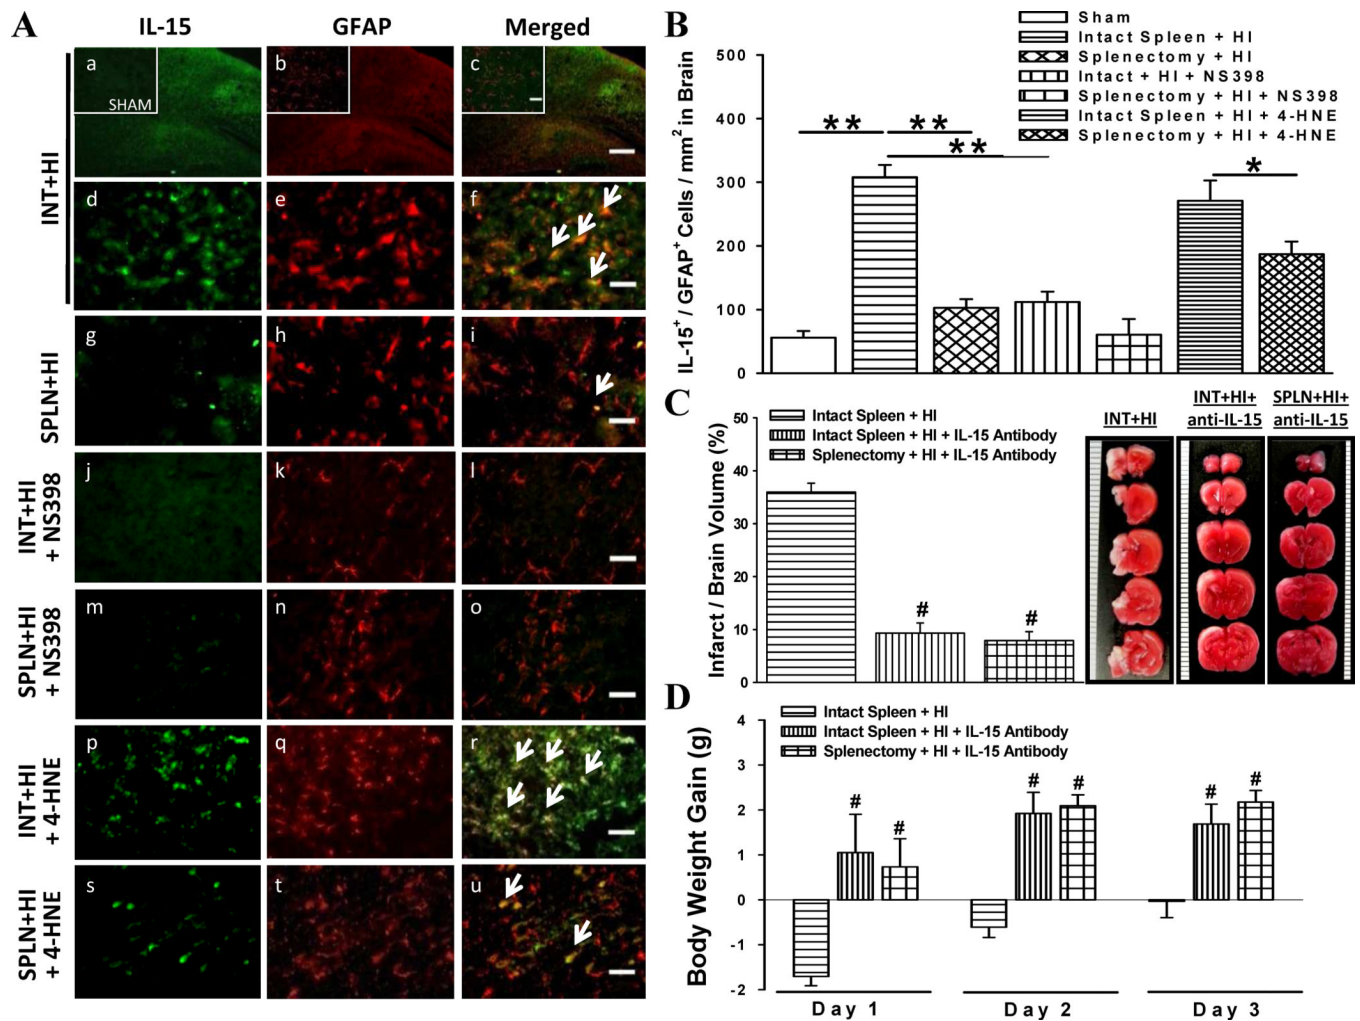 A
IL-15
GFAP
Merged
INT+HI
a
SHAM
b
c
d
e
f
SPLN+HI
g
h
i
INT+HI
+ NS398
j
k
l
SPLN+HI
+ NS398
m
n
o
INT+HI
+ 4-HNE
p
q
r
SPLN+HI
+ 4-HNE
s
t
u
B
Sham
Intact Spleen + HI
Splenectomy + HI
Intact + HI + NS398
Splenectomy + HI + NS398
Intact Spleen + HI + 4-HNE
Splenectomy + HI + 4-HNE
IL-15+ / GFAP+ Cells / mm2 in Brain
500
400
300
200
100
0
**
**
**
*
C
Intact Spleen + HI
Intact Spleen + HI + IL-15 Antibody
Splenectomy + HI + IL-15 Antibody
Infarct / Brain Volume (%)
50
40
30
20
10
0
#
#
INT+HI
INT+HI+
anti-IL-15
SPLN+HI+
anti-IL-15
D
Intact Spleen + HI
Intact Spleen + HI + IL-15 Antibody
Splenectomy + HI + IL-15 Antibody
Body Weight Gain (g)
4
3
2
1
0
-1
-2
#
#
#
#
#
#
Day 1
Day 2
Day 3